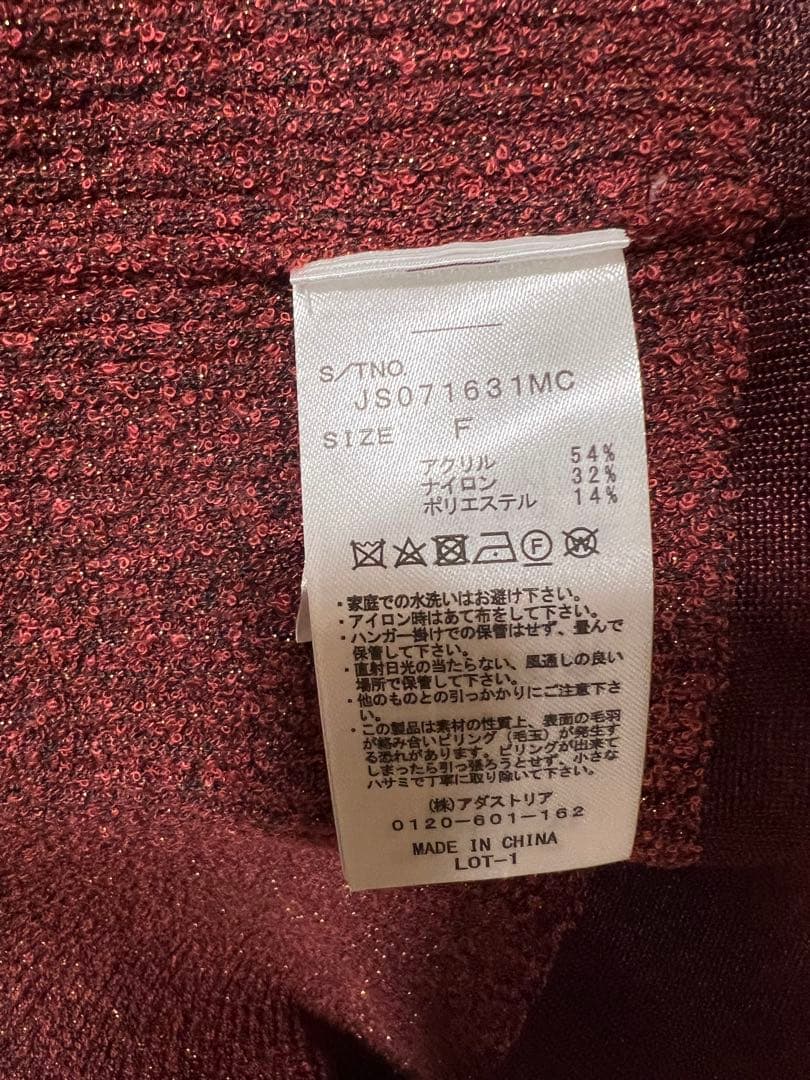 S/TNO.
JS071631MC
SIZE F
アクリル 54%
ナイロン 32%
ポリエステル 14%
F W
・家庭での水洗いはお避け下さい。
・アイロン時はあて布をして下さい。
・ハンガー掛けでの保管はせず、畳んで
保管して下さい。
・直射日光の当たらない、風通しの良い
場所で保管して下さい。
・他のものとの引っかかりにご注意下さ
い。
・この製品は素材の性質上、表面の毛羽
が絡み合いピリング（毛玉）が発生す
る恐れがあります。ピリングが出来て
しまったら引っ張ろうとせず、小さな
ハサミで丁寧に取り除いて下さい。
(株)アダストリア
0120-601-162
MADE IN CHINA
LOT-1